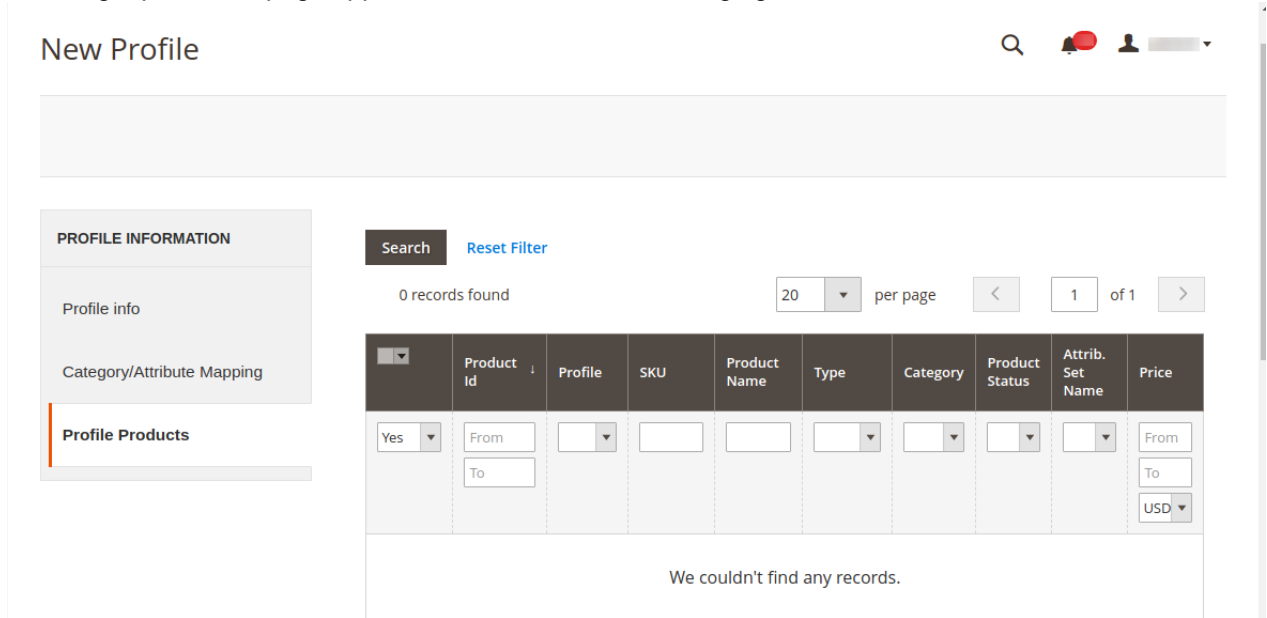 New Profile
PROFILE INFORMATION
Profile info
Category/Attribute Mapping
Profile Products
Search Reset Filter
0 records found 20 per page 1 of 1
Product Id ↓ Profile SKU Product Name Type Category Product Status Attrib. Set Name Price
Yes From From
To To
USD
We couldn't find any records.